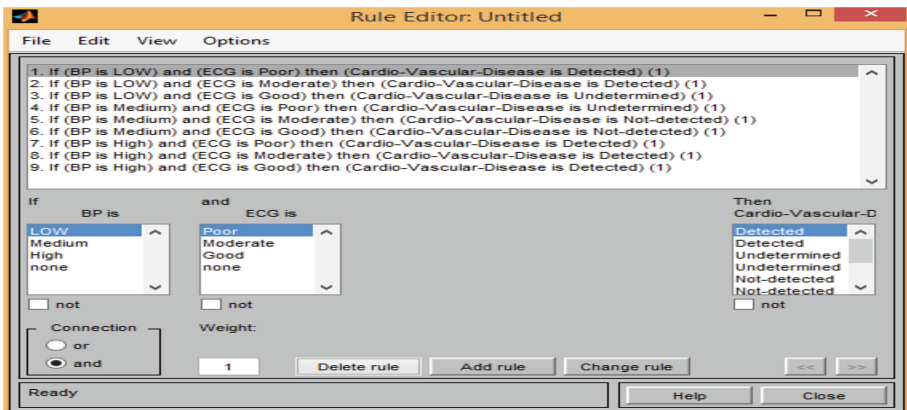 Rule Editor: Untitled
File Edit View Options
1. If (BP is LOW) and (ECG is Poor) then (Cardio-Vascular-Disease is Detected) (1)
2. If (BP is LOW) and (ECG is Moderate) then (Cardio-Vascular-Disease is Detected) (1)
3. If (BP is LOW) and (ECG is Good) then (Cardio-Vascular-Disease is Undetermined) (1)
4. If (BP is Medium) and (ECG is Poor) then (Cardio-Vascular-Disease is Undetermined) (1)
5. If (BP is Medium) and (ECG is Moderate) then (Cardio-Vascular-Disease is Not-detected) (1)
6. If (BP is Medium) and (ECG is Good) then (Cardio-Vascular-Disease is Not-detected) (1)
7. If (BP is High) and (ECG is Poor) then (Cardio-Vascular-Disease is Detected) (1)
8. If (BP is High) and (ECG is Moderate) then (Cardio-Vascular-Disease is Detected) (1)
9. If (BP is High) and (ECG is Good) then (Cardio-Vascular-Disease is Detected) (1)
If and Then
BP is ECG is Cardio-Vascular-D
LOW Poor Detected
Medium Moderate Detected
High Good Undetermined
none none Undetermined
Not-detected
Not-detected
not not not
Connection Weight:
or
and 1 Delete rule Add rule Change rule << >>
Ready Help Close